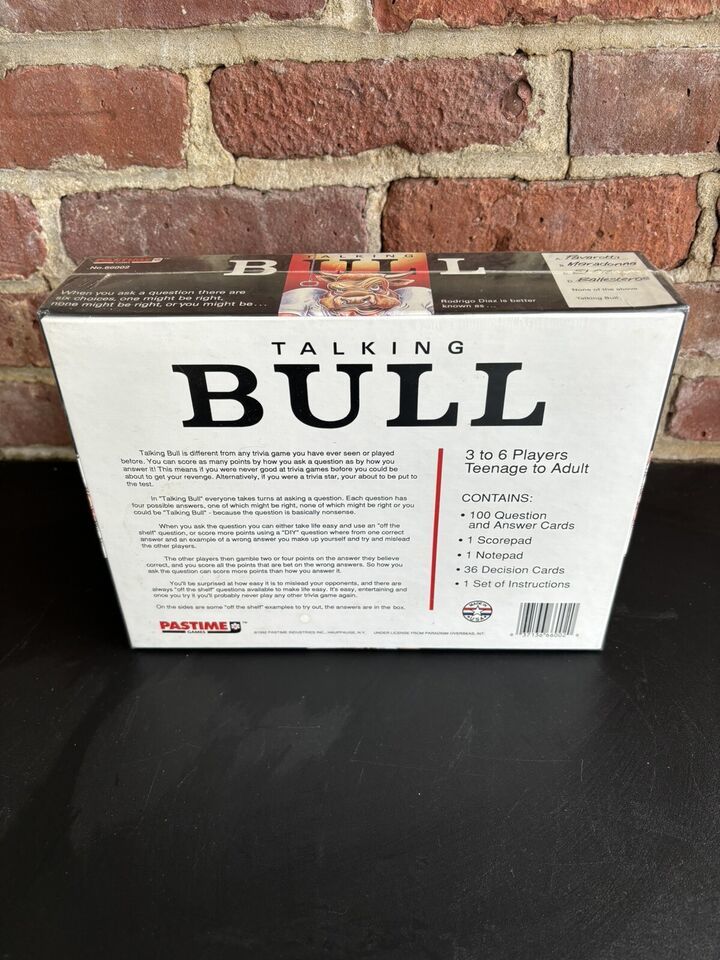 No.66002
TALKING
BULL
When you ask a question there are
six choices, one might be right,
none might be right, or you might be...
Rodrigo Diaz is better
known as ...
A. Pavarotti
B. Maradonna
C. El
D. Ballesteros
None of the above
Talking Bull
TALKING
BULL
Talking Bull is different from any trivia game you have ever seen or played
before. You can score as many points by how you ask a question as by how you
answer it! This means if you were never good at trivia games before you could be
about to get your revenge. Alternatively, if you were a trivia star, your about to be put to
the test.
In "Talking Bull" everyone takes turns at asking a question. Each question has
four possible answers, one of which might be right, none of which might be right or you
could be "Talking Bull" - because the question is basically nonsense.
When you ask the question you can either take life easy and use an "off the
shelf" question, or score more points using a "DIY" question where from one correct
answer and an example of a wrong answer you make up yourself and try and mislead
the other players.
The other players then gamble two or four points on the answer they believe
correct, and you score all the points that are bet on the wrong answers. So how you
ask the question can score more points than how you answer it.
You'll be surprised at how easy it is to mislead your opponents, and there are
always "off the shelf" questions available to make life easy. It's easy, entertaining and
once you try it you'll probably never play any other trivia game again.
On the sides are some "off the shelf" examples to try out, the answers are in the box.
3 to 6 Players
Teenage to Adult
CONTAINS:
• 100 Question
and Answer Cards
• 1 Scorepad
• 1 Notepad
• 36 Decision Cards
• 1 Set of Instructions
MADE IN
U.S.A.
PASTIME™
GAMES
©1992 PASTIME INDUSTRIES INC., HAUPPAUGE, N.Y. UNDER LICENSE FROM PARADIGM OVERSEAS, INT.
37136 66002